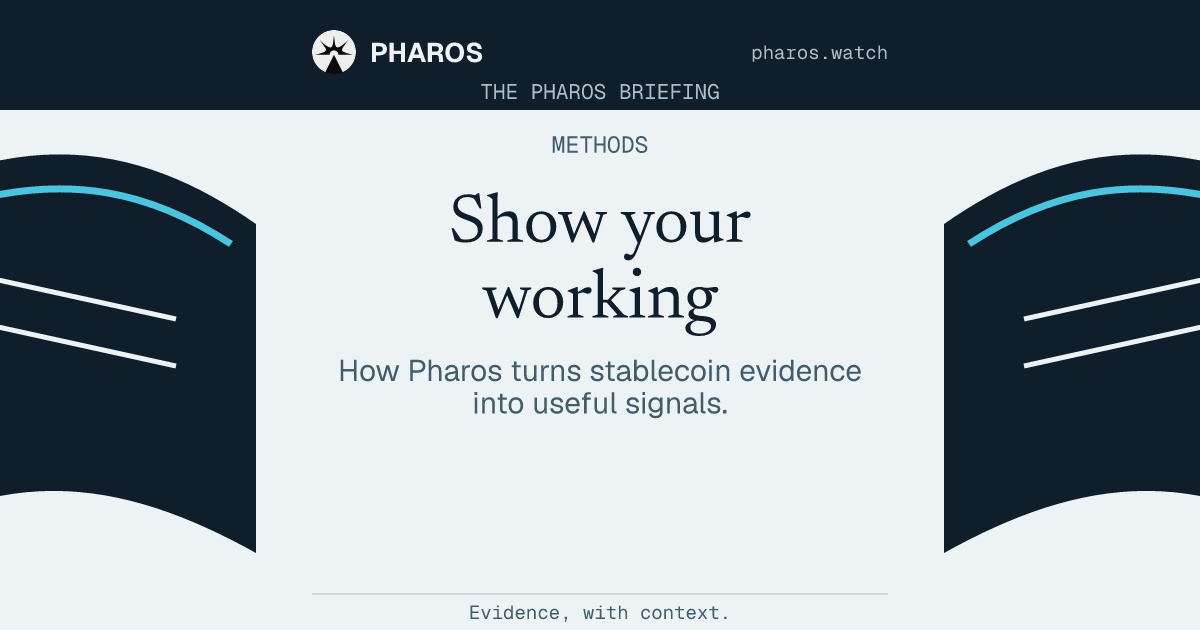 PHAROS
pharos.watch
THE PHAROS BRIEFING
METHODS
Show your
working
How Pharos turns stablecoin evidence
into useful signals.
Evidence, with context.